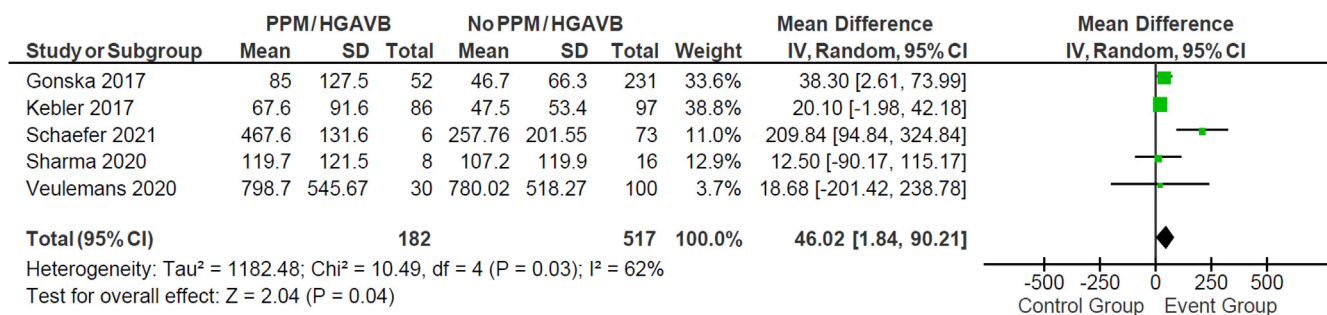 PPM/HGAVB No PPM/HGAVB Mean Difference Mean Difference
Study or Subgroup Mean SD Total Mean SD Total Weight IV, Random, 95% CI IV, Random, 95% CI
Gonska 2017 85 127.5 52 46.7 66.3 231 33.6% 38.30 [2.61, 73.99]
Kebler 2017 67.6 91.6 86 47.5 53.4 97 38.8% 20.10 [-1.98, 42.18]
Schaefer 2021 467.6 131.6 6 257.76 201.55 73 11.0% 209.84 [94.84, 324.84]
Sharma 2020 119.7 121.5 8 107.2 119.9 16 12.9% 12.50 [-90.17, 115.17]
Veulemans 2020 798.7 545.67 30 780.02 518.27 100 3.7% 18.68 [-201.42, 238.78]
Total (95% CI) 182 517 100.0% 46.02 [1.84, 90.21]
Heterogeneity: Tau² = 1182.48; Chi² = 10.49, df = 4 (P = 0.03); I² = 62%
Test for overall effect: Z = 2.04 (P = 0.04)
-500 -250 0 250 500
Control Group Event Group